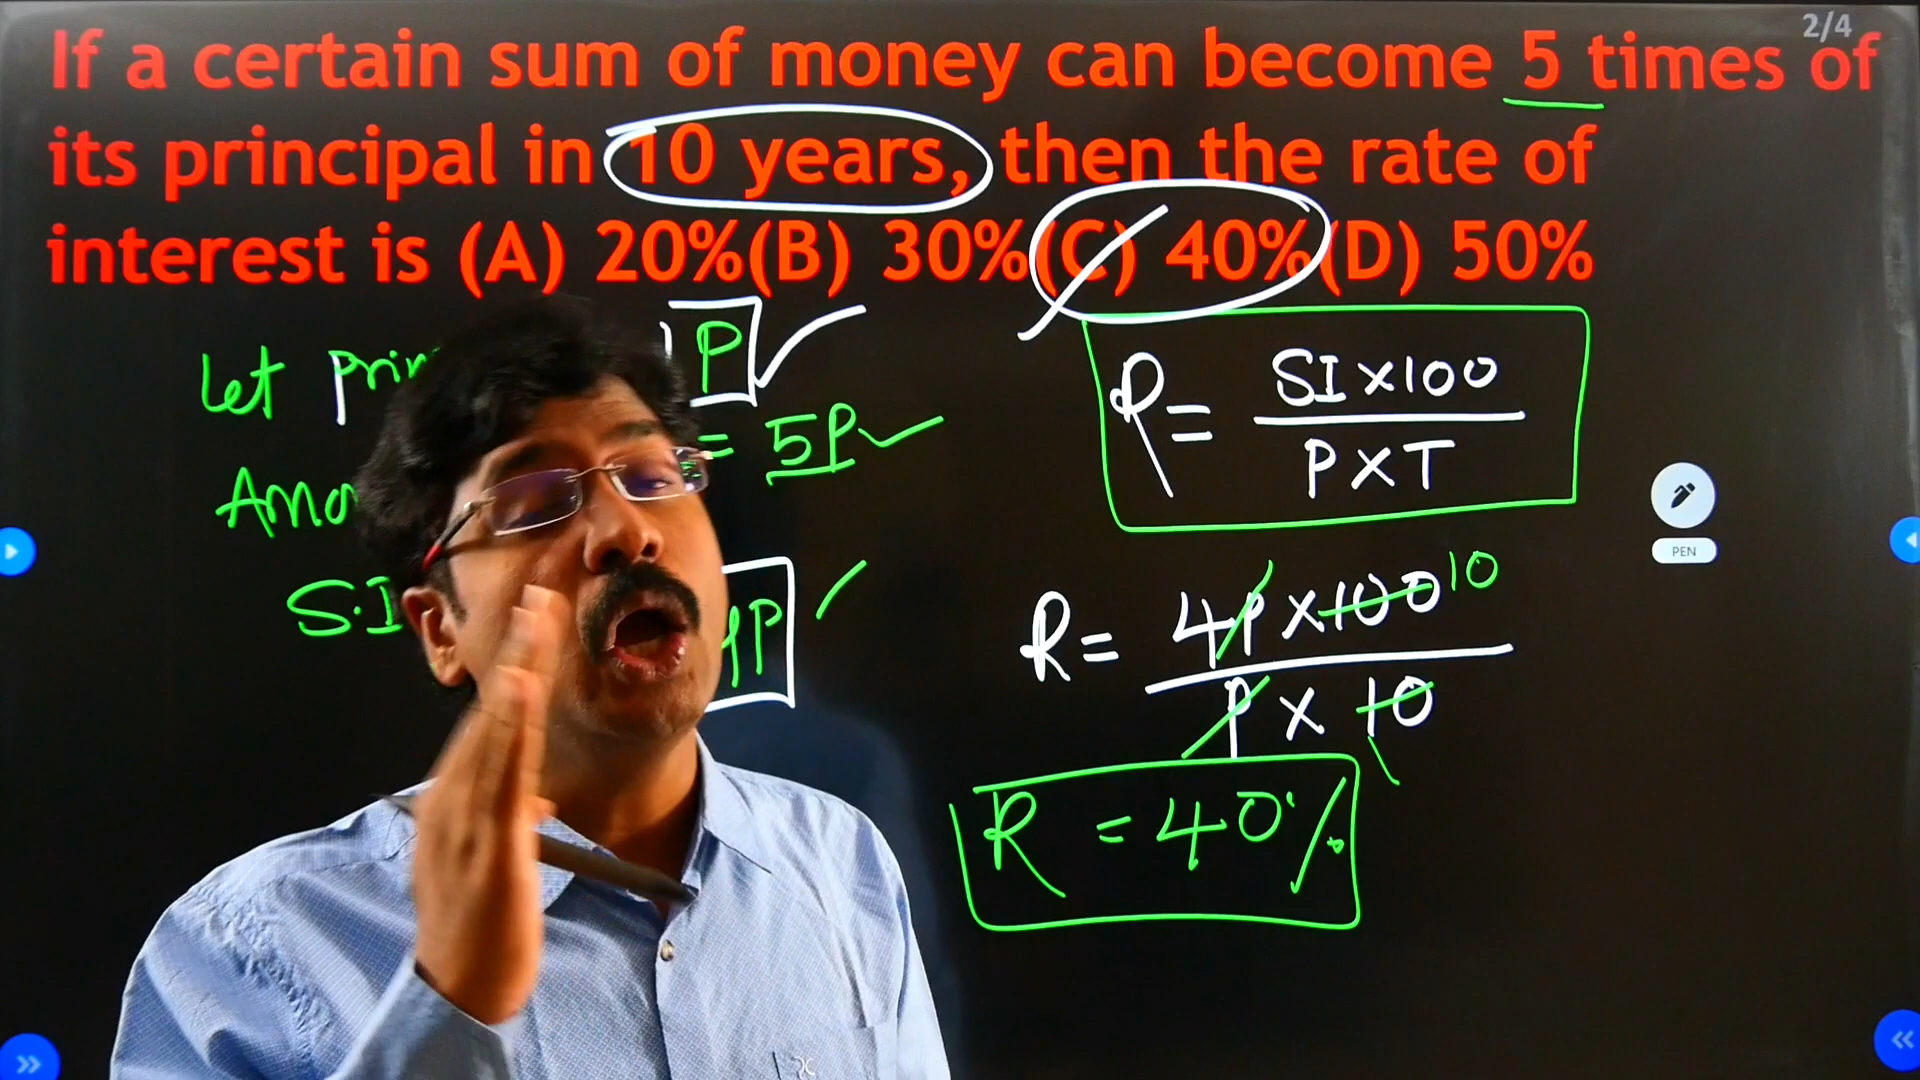 2/4
If a certain sum of money can become 5 times of
its principal in 10 years, then the rate of
interest is (A) 20%(B) 30%(C) 40%(D) 50%
Let P
= 5P
S.I 4P
R = SI x 100
P x T
PEN
R = 4P x 100 10
P x 10
1
R = 40%